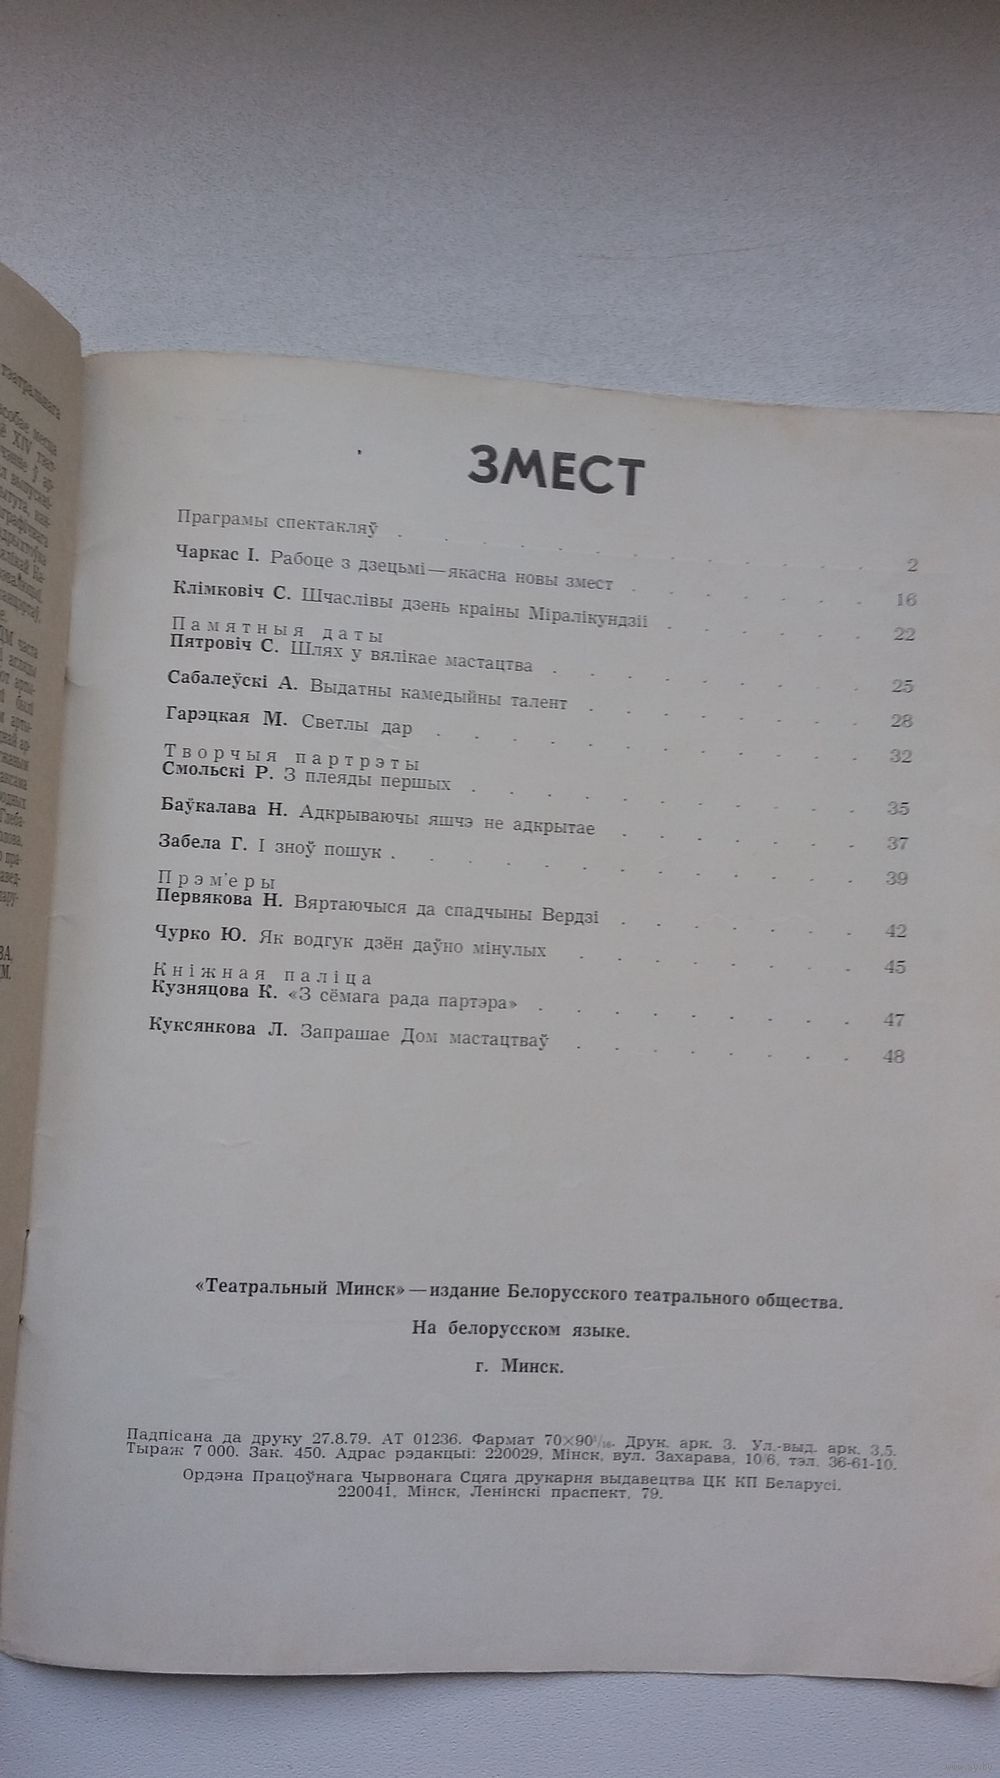 тэатральнага
асобае месца
XIV тэат-
ЗМЕСТ
Праграмы спектакляў . . . . . . . . . . . 2
Чаркас І. Рабоце з дзецьмі — якасна новы змест . . . . . . . 16
Клімковіч С. Шчаслівы дзень краіны Міралікундзіі . . . . . . 22
Памятныя даты
Пятровіч С. Шлях у вялікае мастацтва . . . . . . . . . 25
Сабалеўскі А. Выдатны камедыйны талент . . . . . . . . 28
Гарэцкая М. Светлы дар . . . . . . . . . . . . 32
Творчыя партрэты
Смольскі Р. З плеяды першых . . . . . . . . . . . 35
Баўкалава Н. Адкрываючы яшчэ не адкрытае . . . . . . . 37
Забела Г. І зноў пошук . . . . . . . . . . . . . 39
Прэм'еры
Первякова Н. Вяртаючыся да спадчыны Вердзі . . . . . . . 42
Чурко Ю. Як водгук дзён даўно мінулых . . . . . . . . 45
Кніжная паліца
Кузняцова К. «З сёмага рада партэра» . . . . . . . . . 47
Куксянкова Л. Запрашае Дом мастацтваў . . . . . . . . 48
«Театральный Минск» — издание Белорусского театрального общества.
На белорусском языке.
г. Минск.
Падпісана да друку 27.8.79. АТ 01236. Фармат 70×90¹/₁₆. Друк. арк. 3. Ул.-выд. арк. 3,5.
Тыраж 7 000. Зак. 450. Адрас рэдакцыі: 220029, Мінск, вул. Захарава, 10/6, тэл. 36-61-10.
Ордэна Працоўнага Чырвонага Сцяга друкарня выдавецтва ЦК КП Беларусі.
220041, Мінск, Ленінскі праспект, 79.